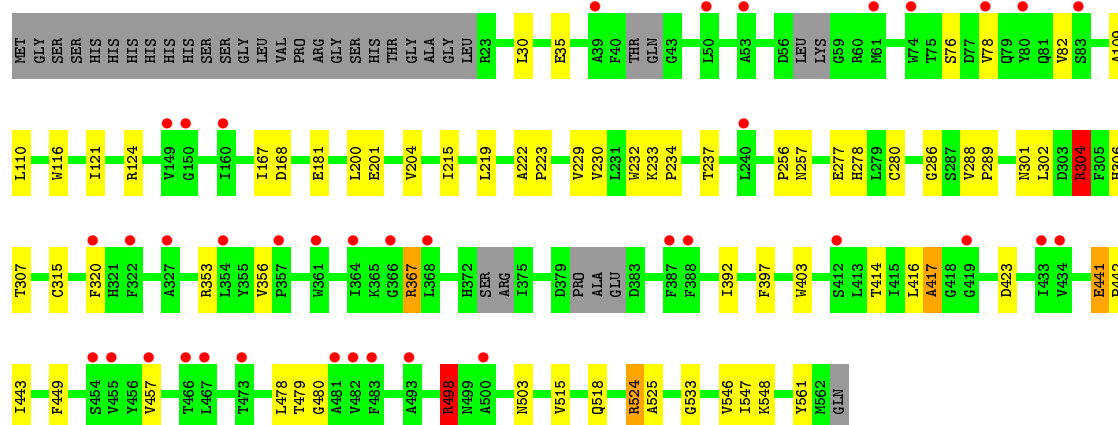 MET GLY SER SER HIS HIS HIS HIS HIS HIS SER SER GLY LEU VAL PRO ARG GLY SER HIS THR GLY ALA GLY LEU R23 L30 E35 A39 F40 THR GLN G43 L50 A53 D56 LEU LYS G59 R60 M61 W74 T75 S76 D77 V78 Q79 Y80 Q81 V82 S83 A109
L110 W116 I121 R124 V149 G150 I160 I167 D168 E181 L200 E201 V204 I215 L219 A222 P223 V229 V230 L231 W232 K233 P234 T237 L240 P256 N257 E277 H278 L279 C280 G286 S287 V288 P289 N301 L302 D303 R304 F305 H306
T307 C315 F320 H321 F322 A327 R353 L354 Y355 V356 P357 W361 I364 K365 G366 R367 L368 H372 SER ARG I375 D379 PRO ALA GLU D383 F387 F388 I392 F397 W403 S412 L413 T414 I415 L416 A417 G418 G419 D423 I433 V434 E441 P442
I443 F449 S454 V455 Y456 V457 T466 L467 T473 L478 T479 G480 A481 V482 F483 A493 R498 N499 A500 N503 V515 Q518 R524 A525 G533 V546 I547 K548 Y561 M562 GLN